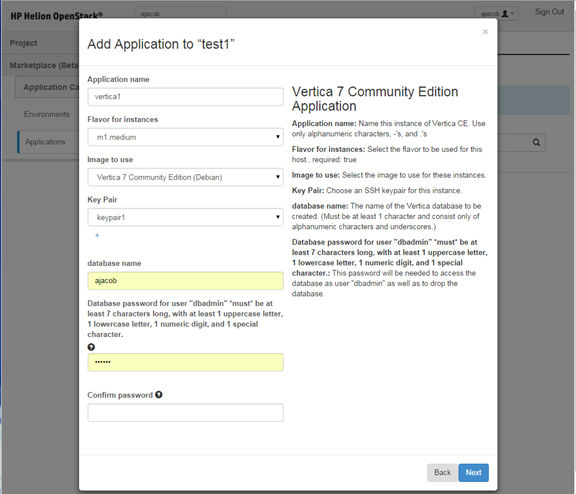 HP Helion OpenStack®
ajacob
ajacob
Sign Out
Project
Marketplace (Beta
Application Ca
Environments
Applications
×
Add Application to “test1”
Application name
vertica1
Flavor for instances
m1.medium
Image to use
Vertica 7 Community Edition (Debian)
Key Pair
keypair1
+
database name
ajacob
Database password for user "dbadmin" *must* be at
least 7 characters long, with at least 1 uppercase letter,
1 lowercase letter, 1 numeric digit, and 1 special
character.
••••••
Confirm password
Vertica 7 Community Edition
Application
Application name: Name this instance of Vertica CE. Use
only alphanumeric characters, -'s, and .'s
Flavor for instances: Select the flavor to be used for this
host.. required: true
Image to use: Select the image to use for these instances.
Key Pair: Choose an SSH keypair for this instance.
database name: The name of the Vertica database to be
created. (Must be at least 1 character and consist only of
alphanumeric characters and underscores.)
Database password for user "dbadmin" *must* be at
least 7 characters long, with at least 1 uppercase letter,
1 lowercase letter, 1 numeric digit, and 1 special
character.: This password will be needed to access the
database as user "dbadmin" as well as to drop the
database.
Back
Next